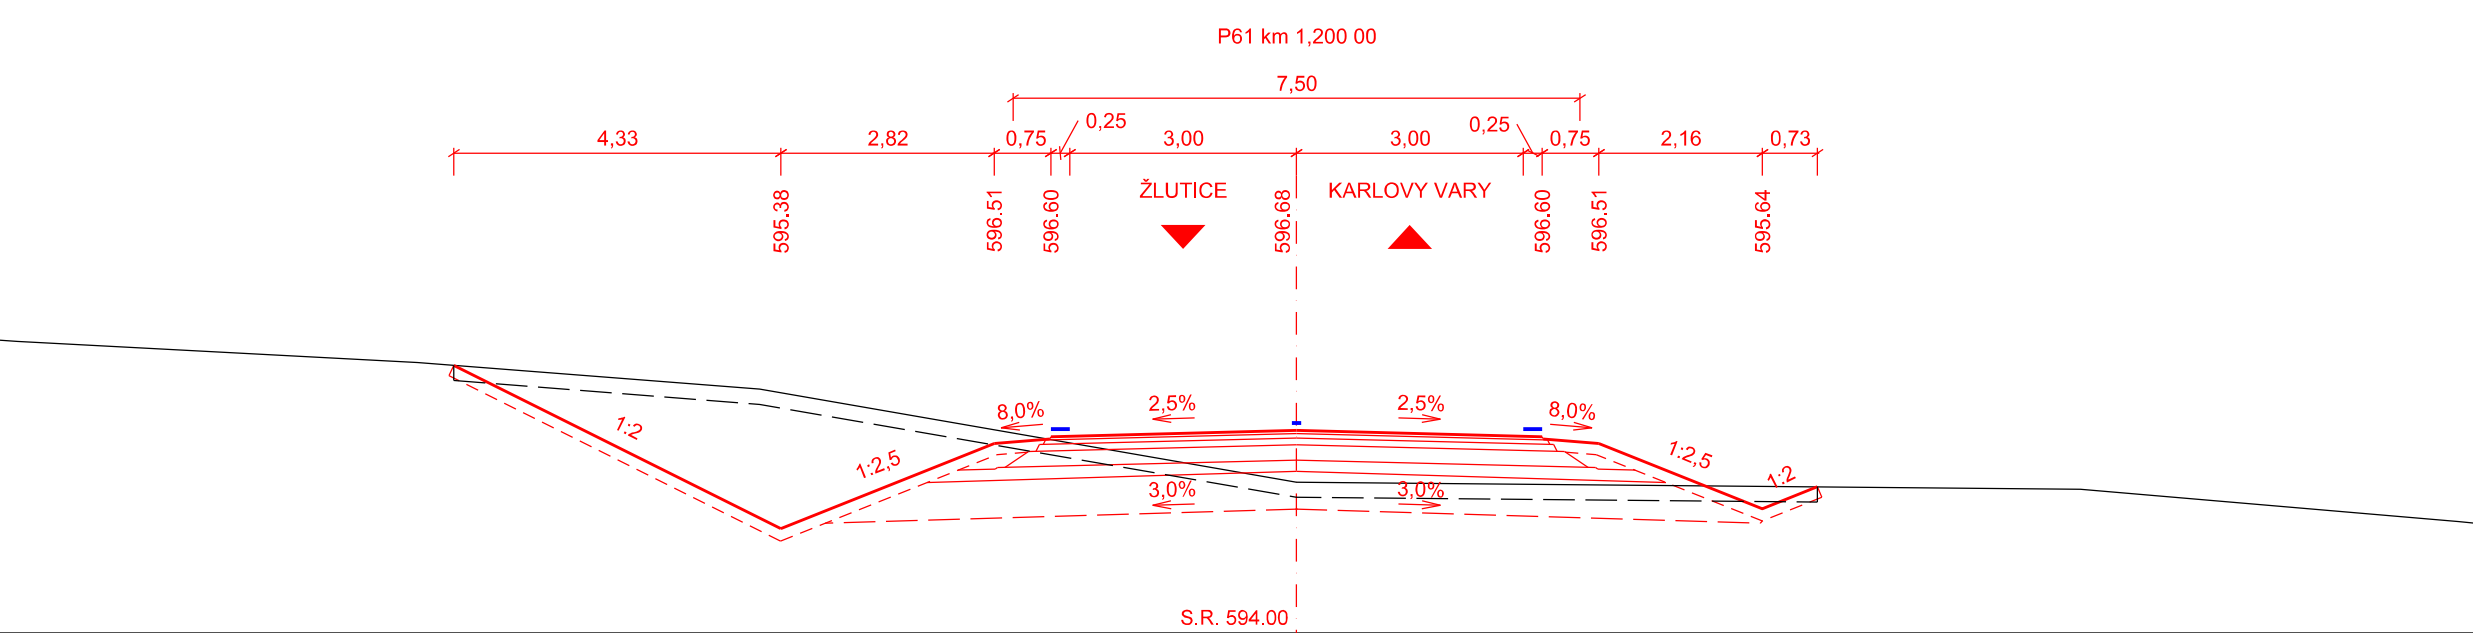 P61 km 1,200 00
7,50
0,25
0,25
4,33 2,82 0,75 3,00 3,00 0,75 2,16 0,73
ŽLUTICE KARLOVY VARY
595.38 596.51 596.60 596.68 596.60 596.51 595.64
8,0% 2,5% 2,5% 8,0%
1:2 1:2,5 1:2,5 1:2
3,0% 3,0%
S.R. 594.00